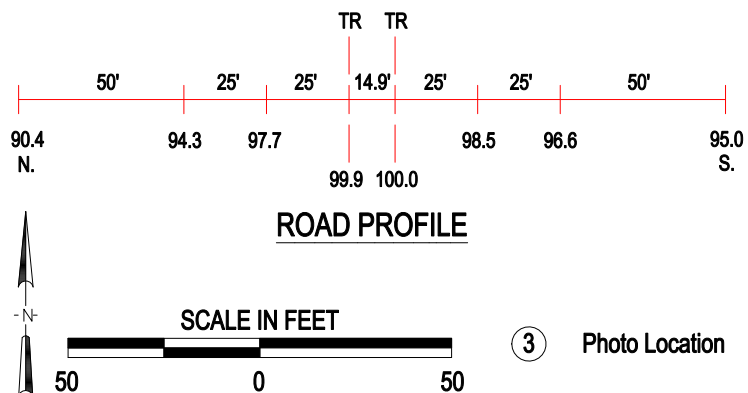 TR TR
50' 25' 25' 14.9' 25' 25' 50'
90.4 94.3 97.7 98.5 96.6 95.0
N. S.
99.9 100.0
ROAD PROFILE
-N-
SCALE IN FEET
3 Photo Location
50 0 50